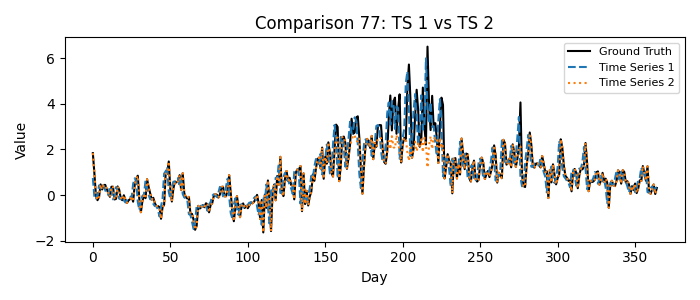 Comparison 77: TS 1 vs TS 2
Ground Truth
Time Series 1
Time Series 2
Value
6
4
2
0
−2
0
50
100
150
200
250
300
350
Day